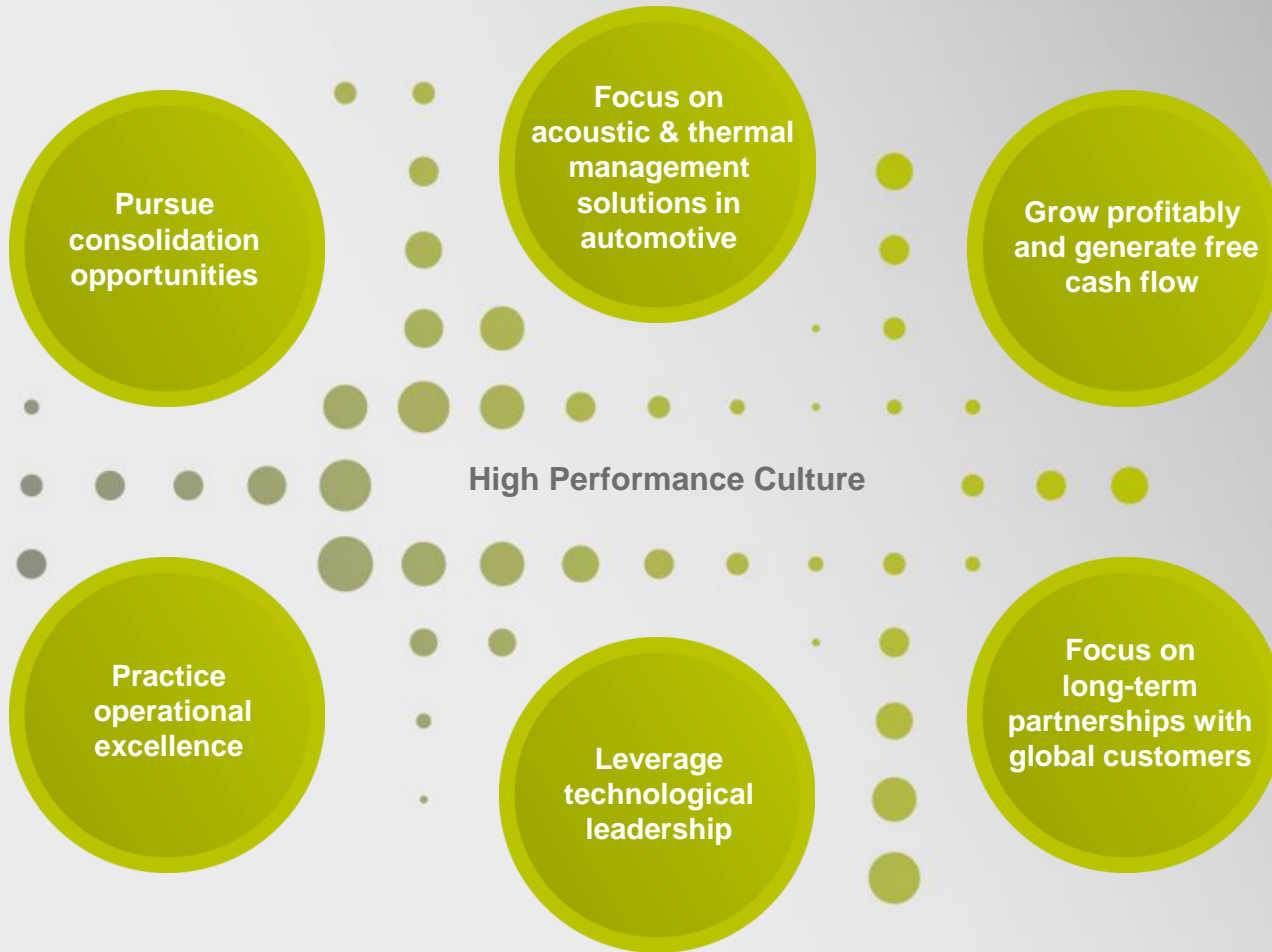 Focus on
acoustic & thermal
management
solutions in
automotive
Pursue
consolidation
opportunities
Grow profitably
and generate free
cash flow
High Performance Culture
Practice
operational
excellence
Leverage
technological
leadership
Focus on
long-term
partnerships with
global customers